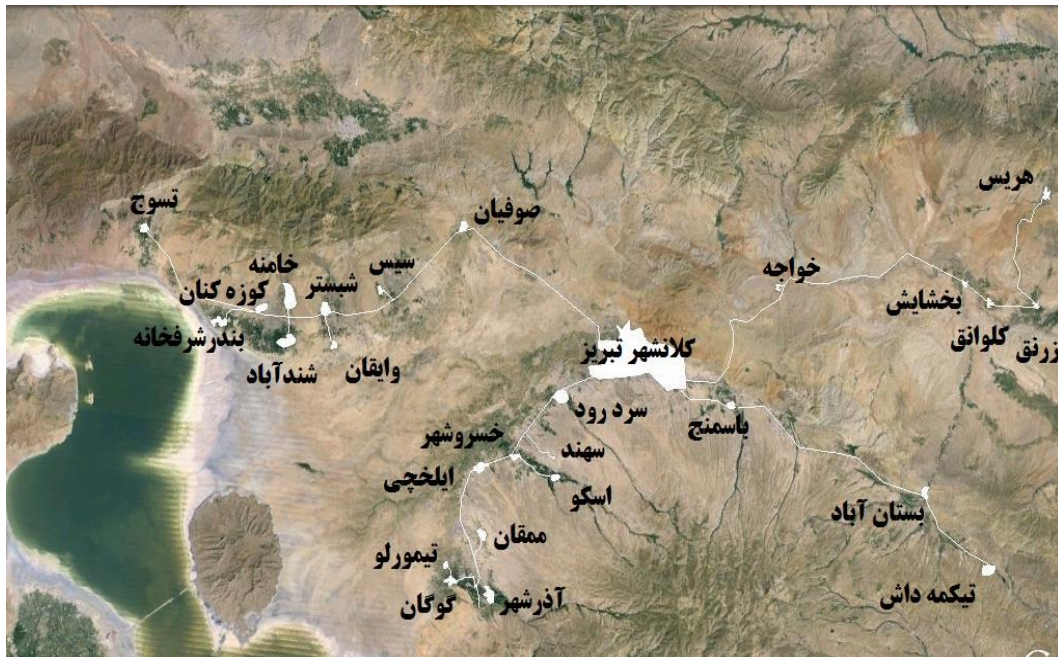 هریس
صوفیان
تسوج
خواجه
سیس
خامنه
شبستر
کوزه کنان
بخشایش
کلوانق
زرنق
بندرشرفخانه
شندآباد
وایقان
کلانشهر تبریز
سرد رود
باسمنج
خسروشهر
سهند
ایلخچی
اسکو
بستان آباد
ممقان
تیمورلو
گوگان
آذرشهر
تیکمه داش